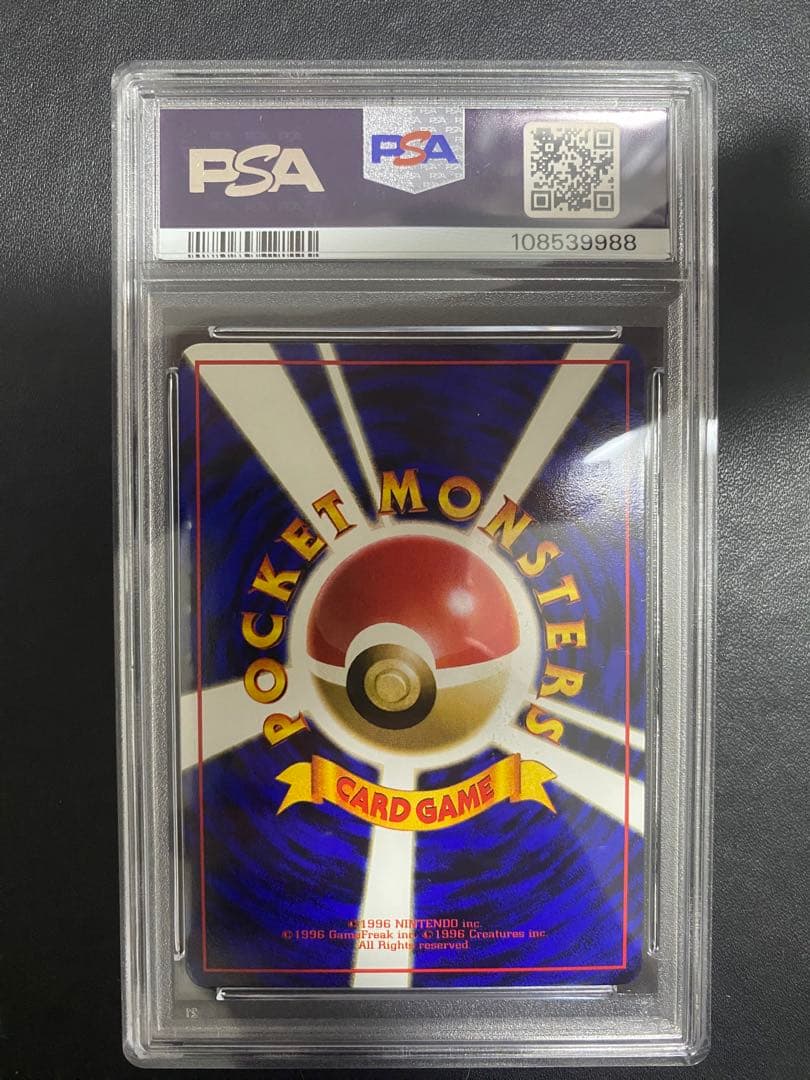 PSA
PSA
108539988
POCKET MONSTERS
CARD GAME
©1996 NINTENDO inc.
©1996 GameFreak inc. ©1996 Creatures inc.
All Rights reserved.